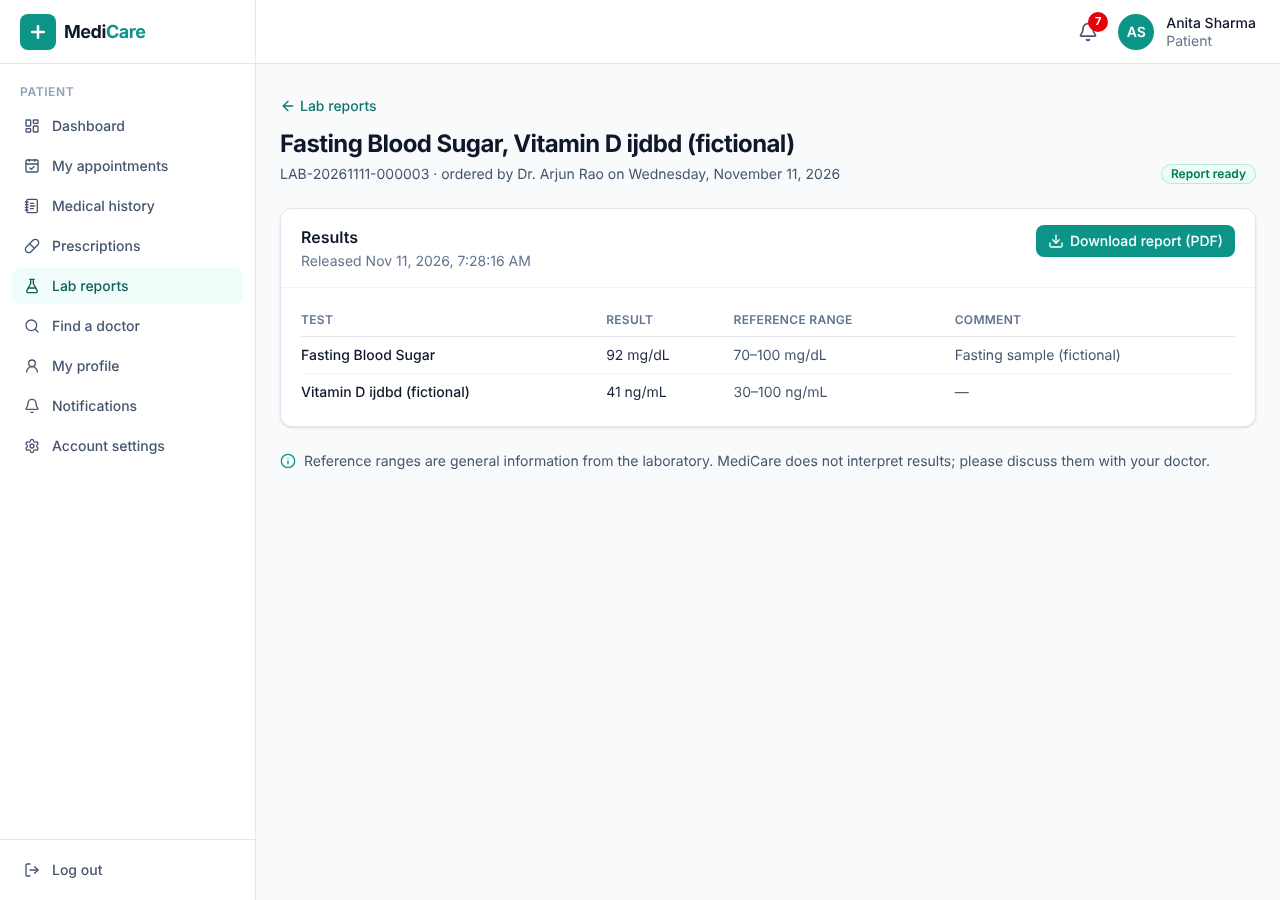 MediCare
7
AS
Anita Sharma
Patient
PATIENT
Dashboard
My appointments
Medical history
Prescriptions
Lab reports
Find a doctor
My profile
Notifications
Account settings
Log out
Lab reports
Fasting Blood Sugar, Vitamin D ijdbd (fictional)
LAB-20261111-000003 · ordered by Dr. Arjun Rao on Wednesday, November 11, 2026
Report ready
Results
Released Nov 11, 2026, 7:28:16 AM
Download report (PDF)
TEST RESULT REFERENCE RANGE COMMENT
Fasting Blood Sugar 92 mg/dL 70–100 mg/dL Fasting sample (fictional)
Vitamin D ijdbd (fictional) 41 ng/mL 30–100 ng/mL —
Reference ranges are general information from the laboratory. MediCare does not interpret results; please discuss them with your doctor.